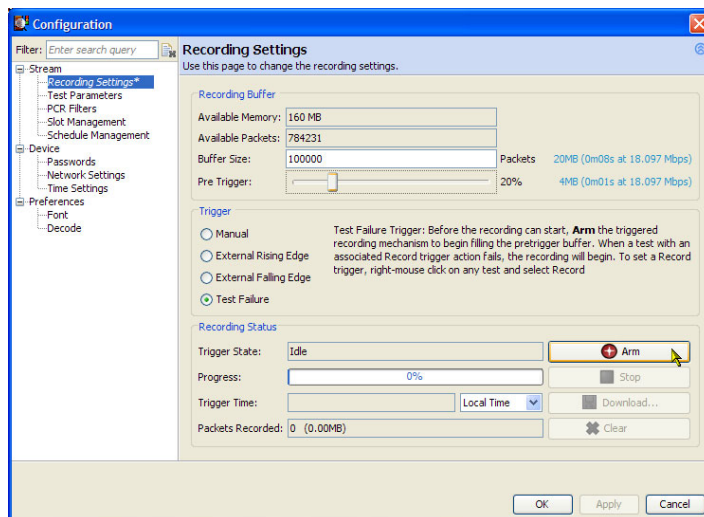 Configuration
Filter: Enter search query
Stream
Recording Settings*
Test Parameters
PCR Filters
Slot Management
Schedule Management
Device
Passwords
Network Settings
Time Settings
Preferences
Font
Decode
Recording Settings
Use this page to change the recording settings.
Recording Buffer
Available Memory: 160 MB
Available Packets: 784231
Buffer Size: 100000 Packets 20MB (0m08s at 18.097 Mbps)
Pre Trigger: 20% 4MB (0m01s at 18.097 Mbps)
Trigger
Manual
External Rising Edge
External Falling Edge
Test Failure
Test Failure Trigger: Before the recording can start, Arm the triggered
recording mechanism to begin filling the pretrigger buffer. When a test with an
associated Record trigger action fails, the recording will begin. To set a Record
trigger, right-mouse click on any test and select Record
Recording Status
Trigger State: Idle Arm
Progress: 0% Stop
Trigger Time: Local Time Download...
Packets Recorded: 0 (0.00MB) Clear
OK Apply Cancel